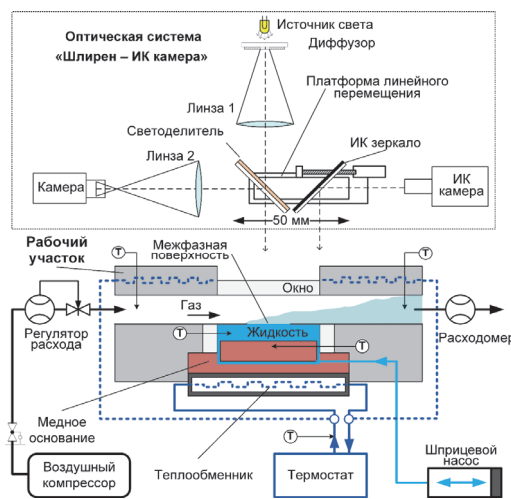 Оптическая система
«Шлирен – ИК камера»
Источник света
Диффузор
Платформа линейного
перемещения
Линза 1
Светоделитель
ИК зеркало
Линза 2
Камера
ИК
камера
50 мм
Рабочий
участок
Межфазная
поверхность
T
T
Окно
Газ
Регулятор
расхода
T
Жидкость
T
Расходомер
Медное
основание
Теплообменник
T
Термостат
Шприцевой
насос
Воздушный
компрессор